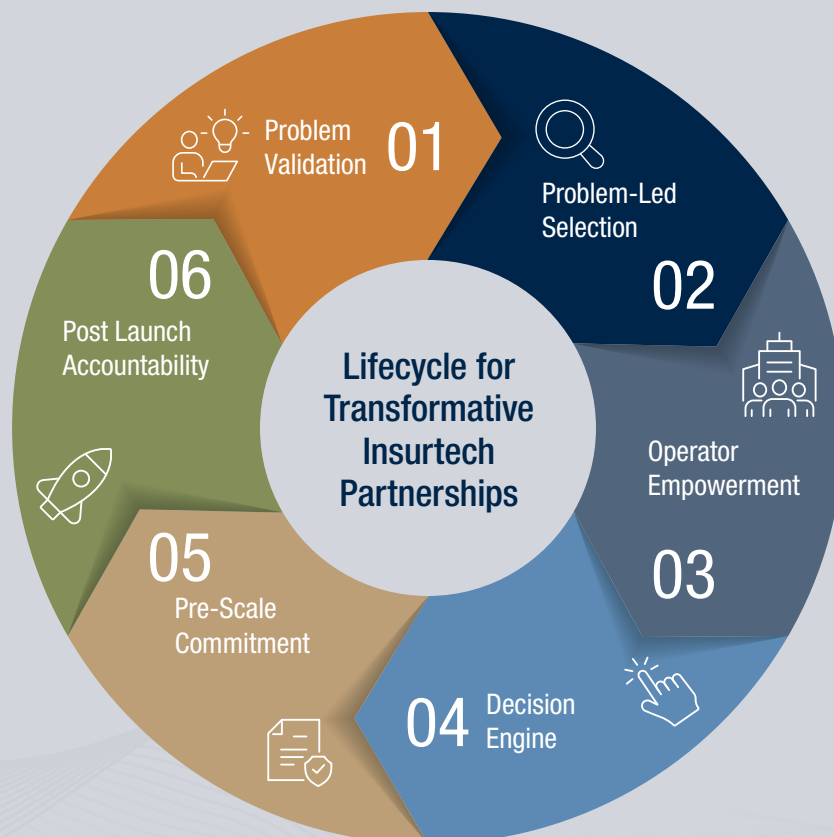 Lifecycle for
Transformative
Insurtech
Partnerships
01
Problem
Validation
02
Problem-Led
Selection
03
Operator
Empowerment
04
Decision
Engine
05
Pre-Scale
Commitment
06
Post Launch
Accountability